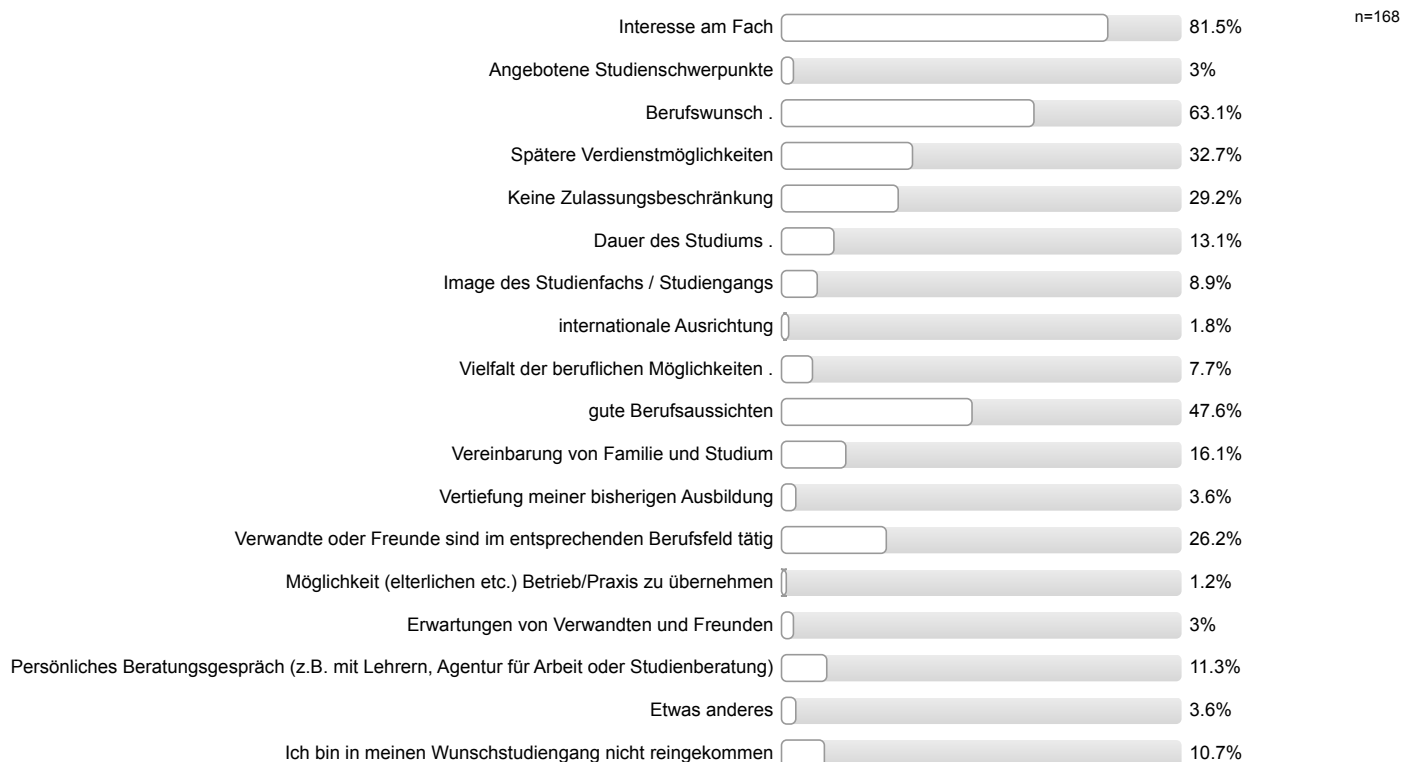 n=168
Interesse am Fach 81.5%
Angebotene Studienschwerpunkte 3%
Berufswunsch . 63.1%
Spätere Verdienstmöglichkeiten 32.7%
Keine Zulassungsbeschränkung 29.2%
Dauer des Studiums . 13.1%
Image des Studienfachs / Studiengangs 8.9%
internationale Ausrichtung 1.8%
Vielfalt der beruflichen Möglichkeiten . 7.7%
gute Berufsaussichten 47.6%
Vereinbarung von Familie und Studium 16.1%
Vertiefung meiner bisherigen Ausbildung 3.6%
Verwandte oder Freunde sind im entsprechenden Berufsfeld tätig 26.2%
Möglichkeit (elterlichen etc.) Betrieb/Praxis zu übernehmen 1.2%
Erwartungen von Verwandten und Freunden 3%
Persönliches Beratungsgespräch (z.B. mit Lehrern, Agentur für Arbeit oder Studienberatung) 11.3%
Etwas anderes 3.6%
Ich bin in meinen Wunschstudiengang nicht reingekommen 10.7%